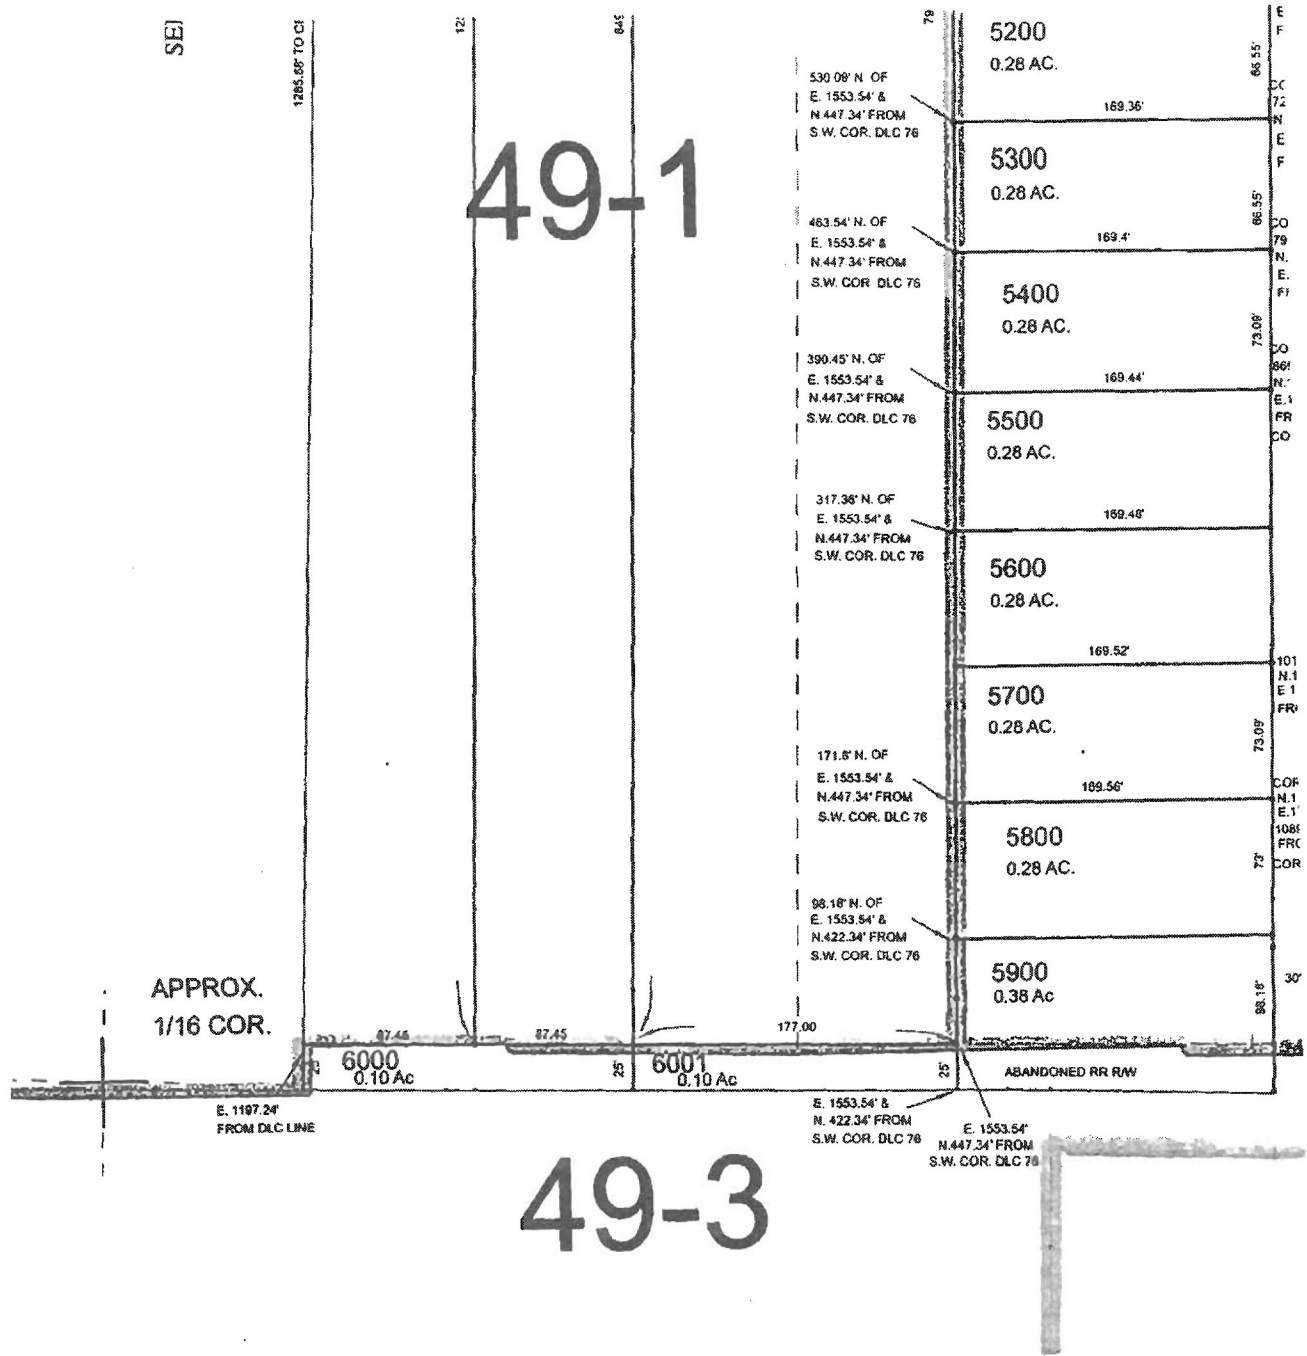 SE
1285.68' TO
12
849
79
5200
0.28 AC.
66.55'
530.09' N. OF
E. 1553.54' &
N.447.34' FROM
S.W. COR. DLC 76
169.36'
49-1
5300
0.28 AC.
66.55'
463.54' N. OF
E. 1553.54' &
N.447.34' FROM
S.W. COR DLC 76
169.4'
5400
0.28 AC.
73.09'
390.45' N. OF
E. 1553.54' &
N.447.34' FROM
S.W. COR. DLC 76
169.44'
5500
0.28 AC.
317.36' N. OF
E. 1553.54' &
N.447.34' FROM
S.W. COR. DLC 76
169.48'
5600
0.28 AC.
169.52'
5700
0.28 AC.
73.09'
171.6' N. OF
E. 1553.54' &
N.447.34' FROM
S.W. COR. DLC 76
169.56'
5800
0.28 AC.
73'
98.18' N. OF
E. 1553.54' &
N.422.34' FROM
S.W. COR. DLC 76
5900
0.38 Ac
98.18'
30'
APPROX.
1/16 COR.
87.45
87.45
177.00
6000
0.10 Ac
25'
6001
0.10 Ac
25'
ABANDONED RR R/W
E. 1197.24'
FROM DLC LINE
E. 1553.54' &
N. 422.34' FROM
S.W. COR. DLC 76
E. 1553.54'
N.447.34' FROM
S.W. COR. DLC 76
49-3